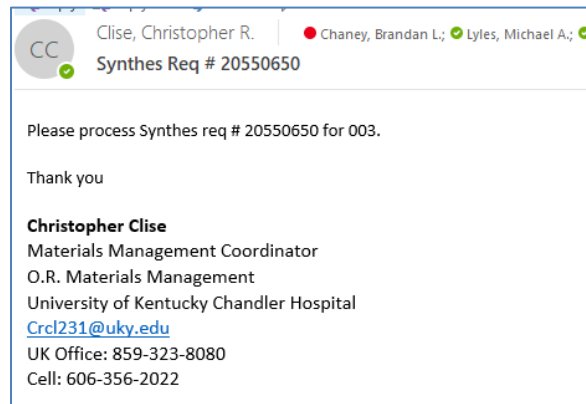 CC
Clise, Christopher R.
Chaney, Brandan L.; Lyles, Michael A.;
Synthes Req # 20550650
Please process Synthes req # 20550650 for 003.
Thank you
Christopher Clise
Materials Management Coordinator
O.R. Materials Management
University of Kentucky Chandler Hospital
Crcl231@uky.edu
UK Office: 859-323-8080
Cell: 606-356-2022